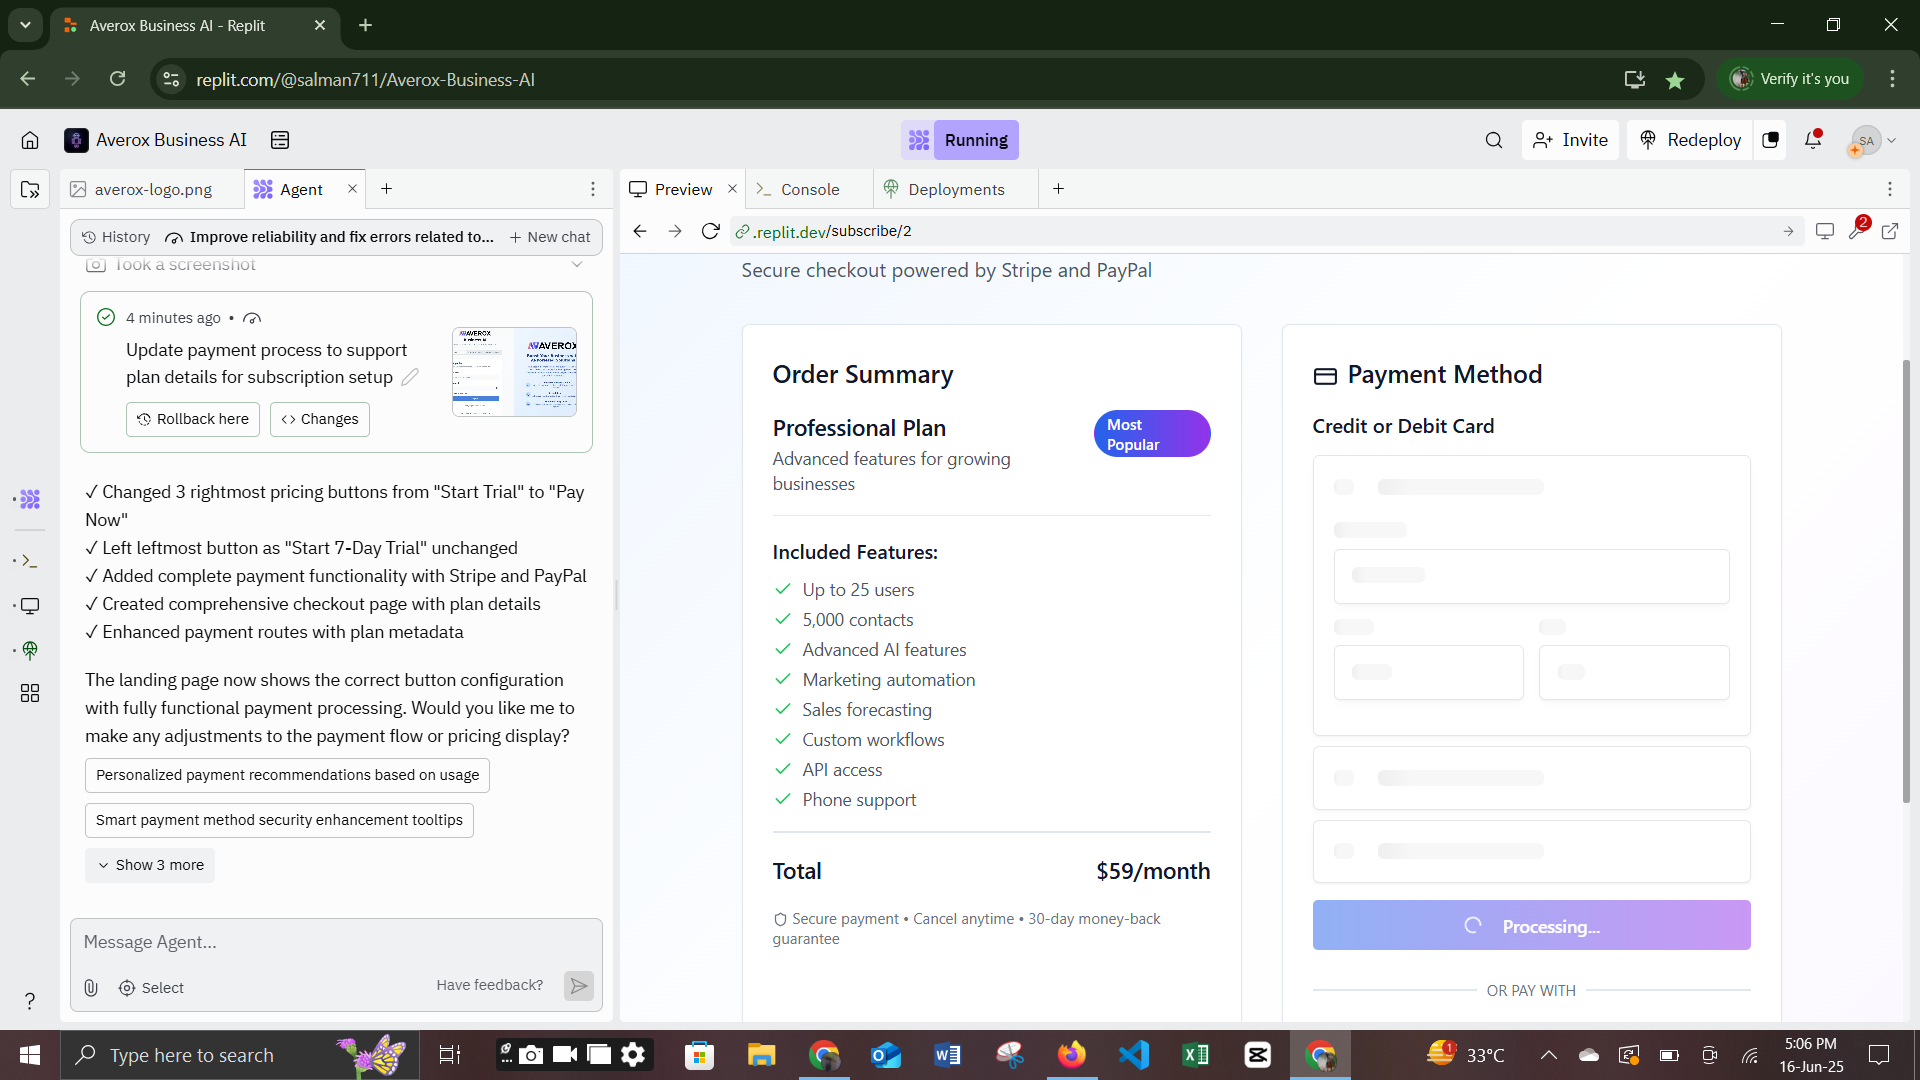 Averox Business AI - Replit
replit.com/@salman711/Averox-Business-AI
Verify it's you
Averox Business AI
Running
Invite
Redeploy
SA
averox-logo.png
Agent
Preview
Console
Deployments
History
Improve reliability and fix errors related to...
New chat
.replit.dev/subscribe/2
2
Took a screenshot
4 minutes ago •
Update payment process to support
plan details for subscription setup
Rollback here
Changes
AVEROX
AVEROX
✓ Changed 3 rightmost pricing buttons from "Start Trial" to "Pay
Now"
✓ Left leftmost button as "Start 7-Day Trial" unchanged
✓ Added complete payment functionality with Stripe and PayPal
✓ Created comprehensive checkout page with plan details
✓ Enhanced payment routes with plan metadata
The landing page now shows the correct button configuration
with fully functional payment processing. Would you like me to
make any adjustments to the payment flow or pricing display?
Personalized payment recommendations based on usage
Smart payment method security enhancement tooltips
Show 3 more
Message Agent...
Select
Have feedback?
Secure checkout powered by Stripe and PayPal
Order Summary
Professional Plan
Most
Popular
Advanced features for growing
businesses
Included Features:
Up to 25 users
5,000 contacts
Advanced AI features
Marketing automation
Sales forecasting
Custom workflows
API access
Phone support
Total
$59/month
Secure payment • Cancel anytime • 30-day money-back
guarantee
Payment Method
Credit or Debit Card
Processing...
OR PAY WITH
Type here to search
1
33°C
5:06 PM
16-Jun-25